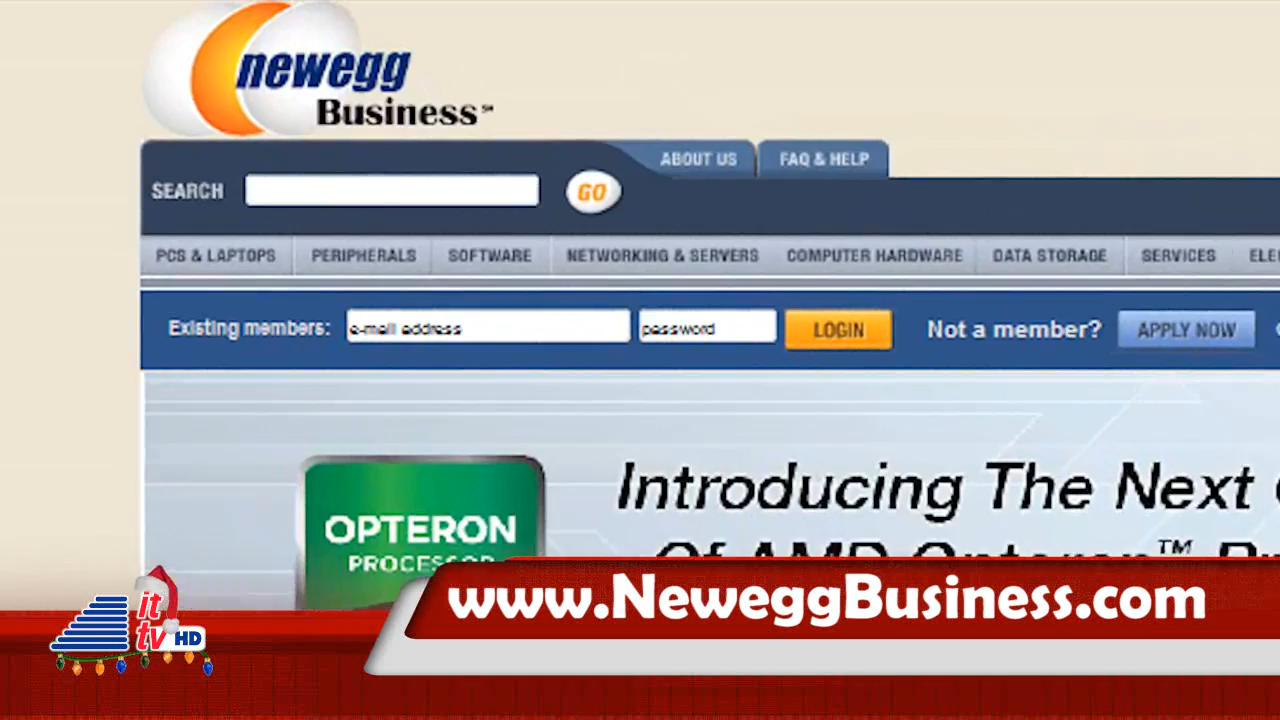 newegg
Business℠
ABOUT US
FAQ & HELP
SEARCH
GO
PCS & LAPTOPS
PERIPHERALS
SOFTWARE
NETWORKING & SERVERS
COMPUTER HARDWARE
DATA STORAGE
SERVICES
ELE
Existing members:
e-mail address
password
LOGIN
Not a member?
APPLY NOW
Introducing The Next
Of AMD Opteron™
OPTERON
PROCESSOR
www.NeweggBusiness.com
it
tv HD